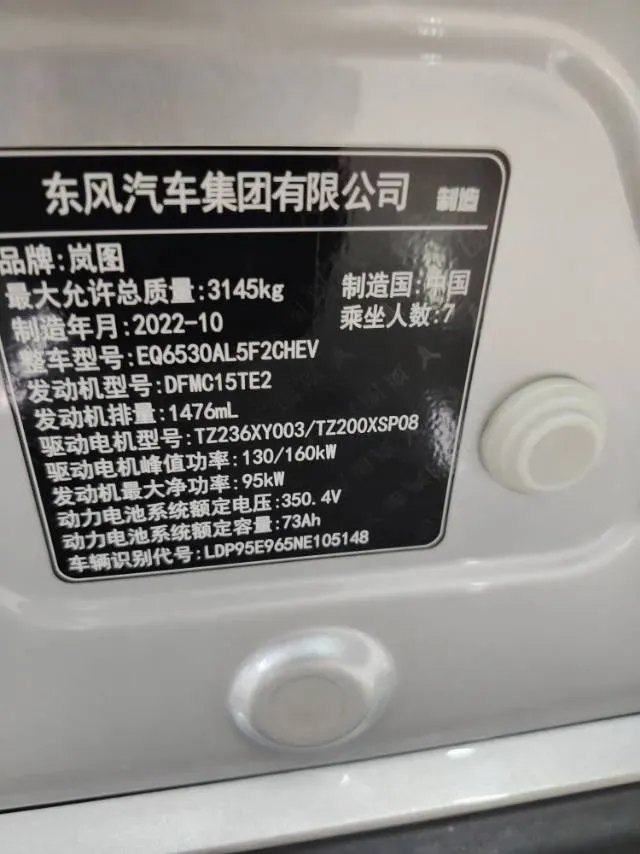 东风汽车集团有限公司 制造
品牌:岚图
最大允许总质量:3145kg 制造国:中国
制造年月:2022-10 乘坐人数:7
整车型号:EQ6530AL5F2CHEV
发动机型号:DFMC15TE2
发动机排量:1476mL
驱动电机型号:TZ236XY003/TZ200XSP08
驱动电机峰值功率:130/160kW
发动机最大净功率:95kW
动力电池系统额定电压:350.4V
动力电池系统额定容量:73Ah
车辆识别代号:LDP95E965NE105148